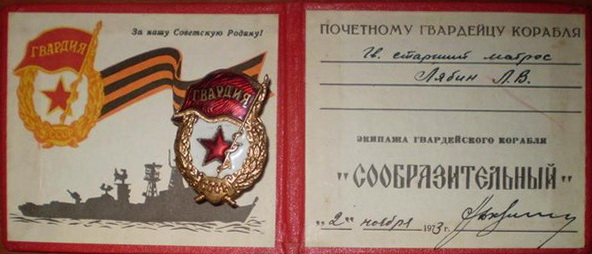 За нашу Советскую Родину!
ГВАРДИЯ
ГВАРДИЯ
СССР
ПОЧЕТНОМУ ГВАРДЕЙЦУ КОРАБЛЯ
Гв. старший матрос
Лябин Л.В.
ЭКИПАЖА ГВАРДЕЙСКОГО КОРАБЛЯ
"СООБРАЗИТЕЛЬНЫЙ"
"2" ноября 1973 г.